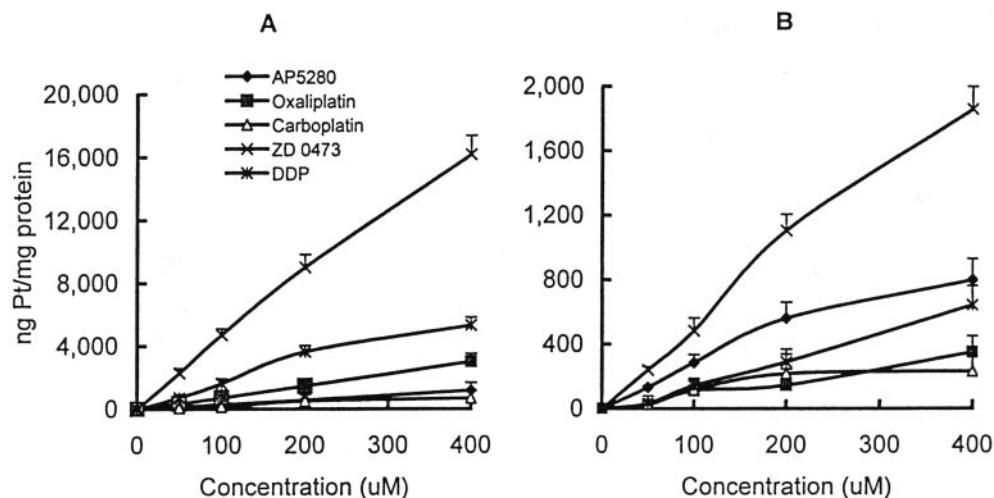 A
B
ng Pt/mg protein
20,000
16,000
12,000
8,000
4,000
0
AP5280
Oxaliplatin
Carboplatin
ZD 0473
DDP
0 100 200 300 400
Concentration (uM)
2,000
1,600
1,200
800
400
0
0 100 200 300 400
Concentration (uM)